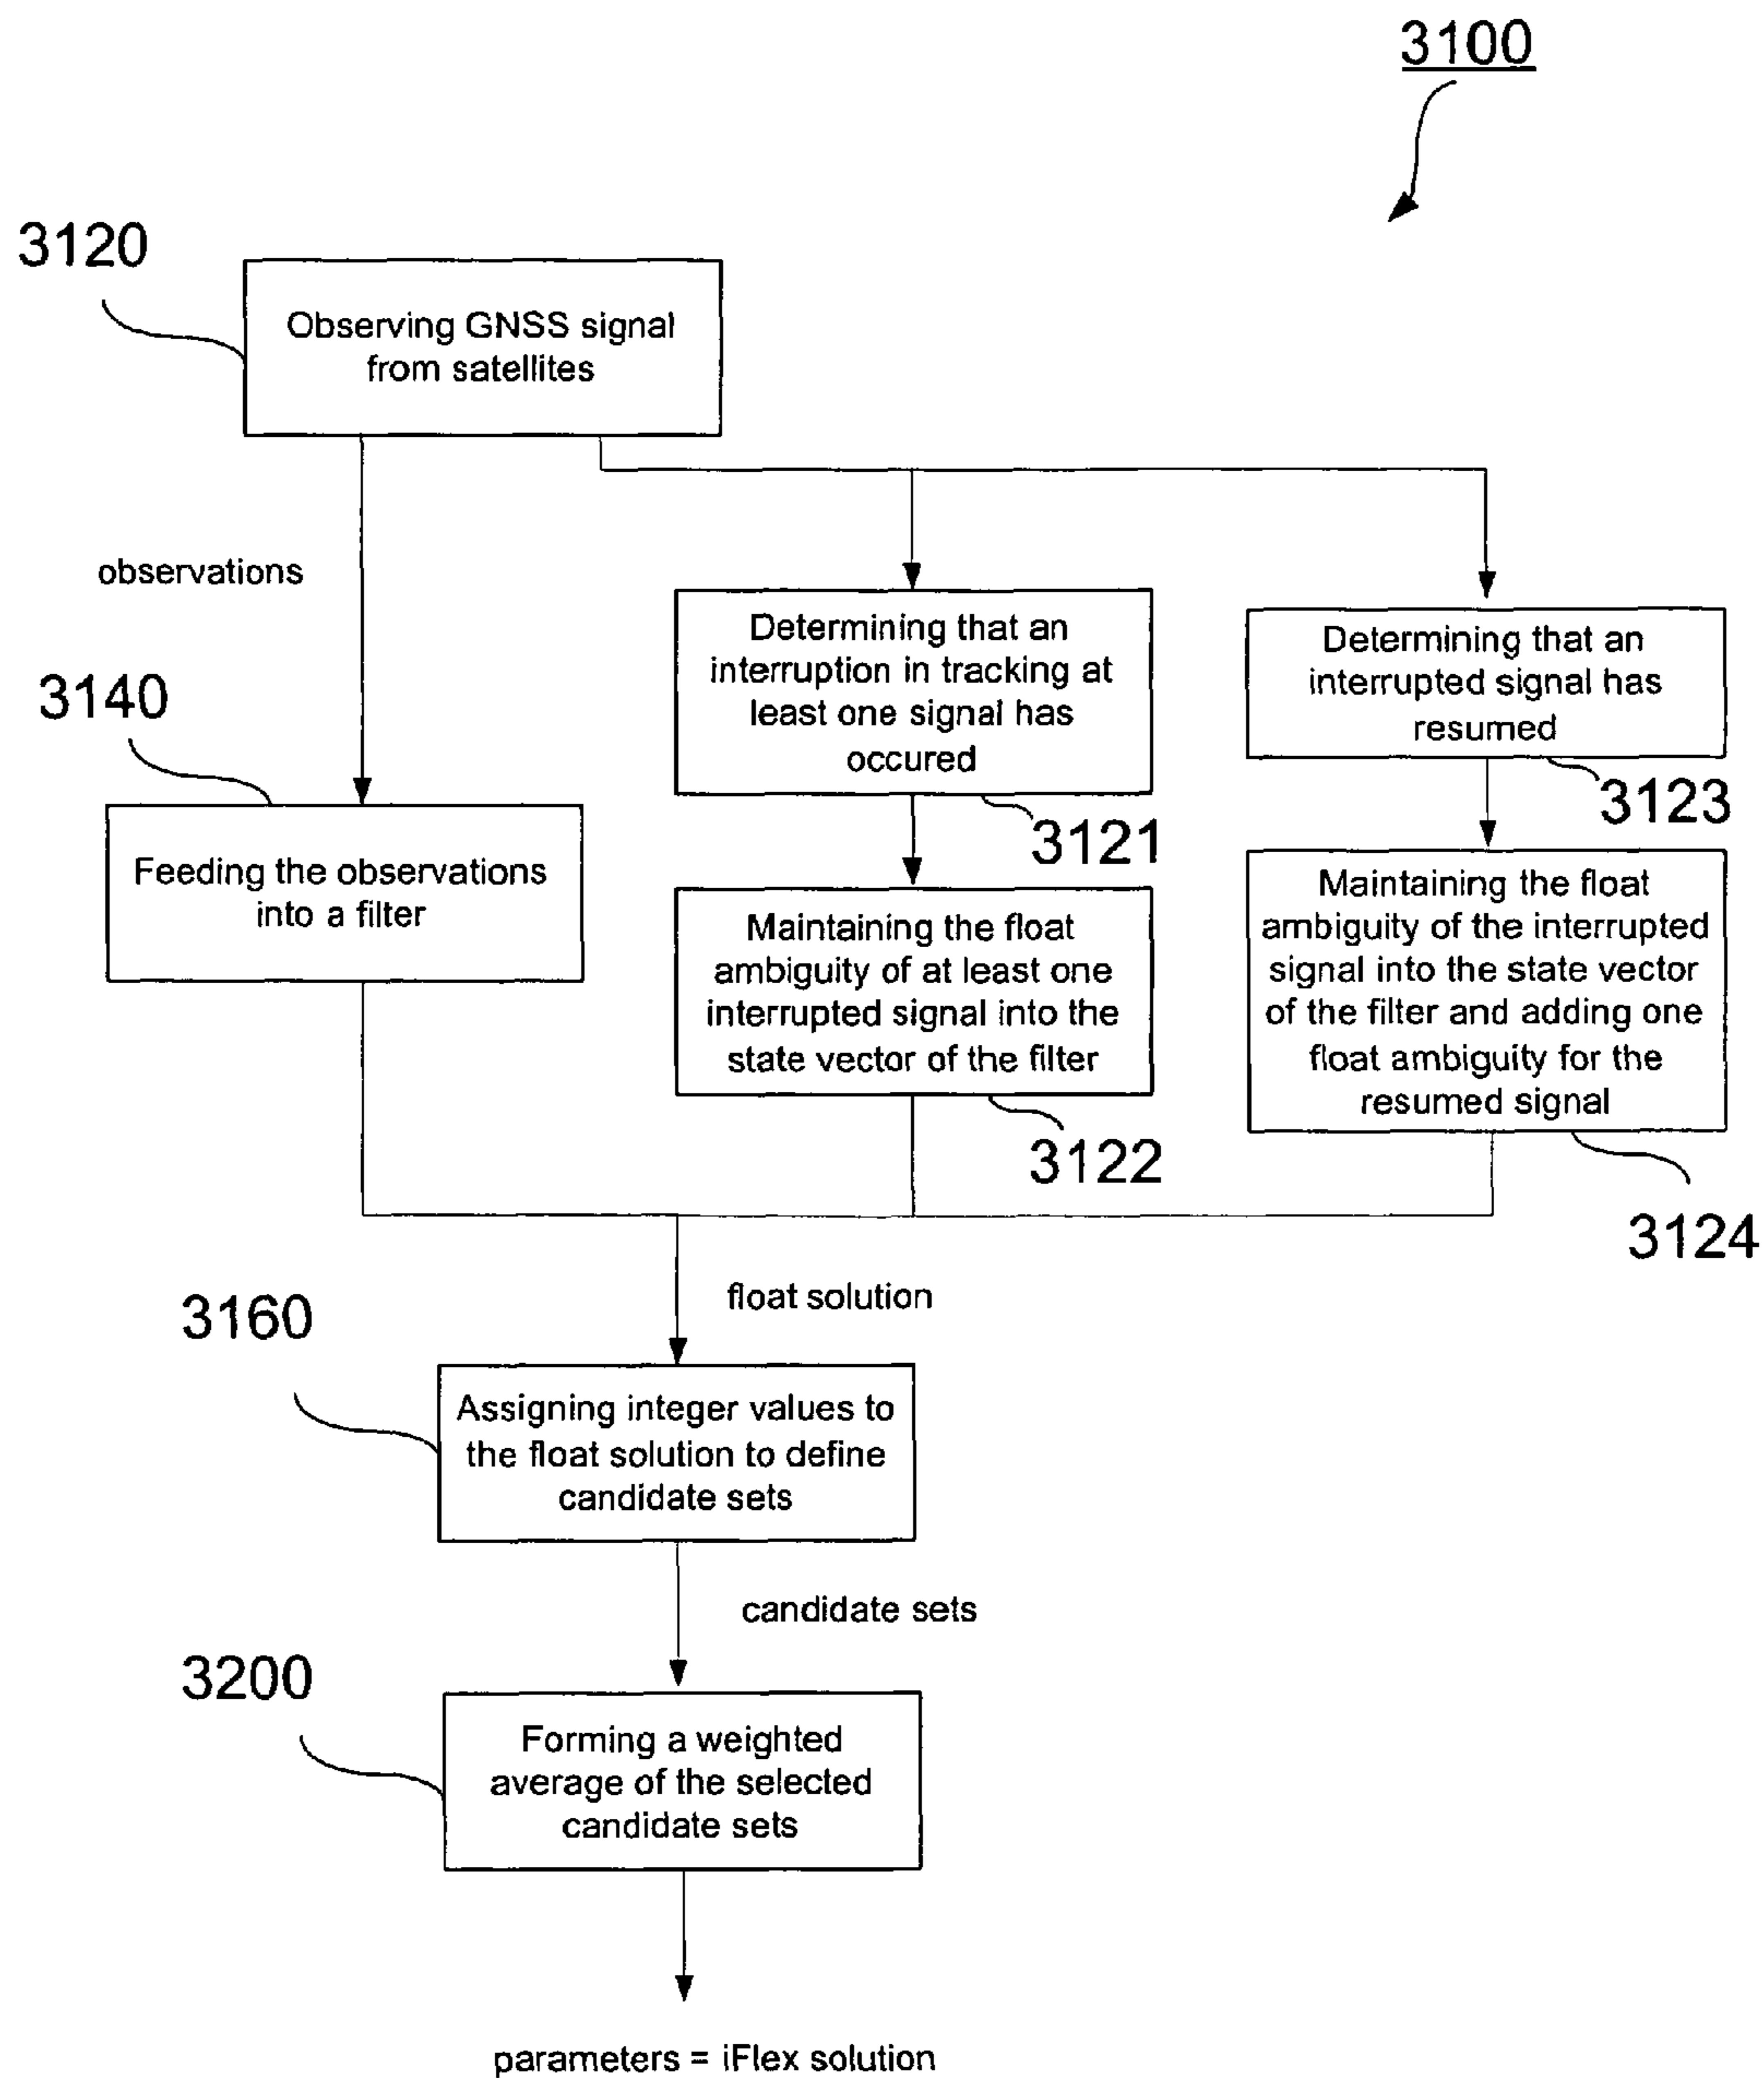 3100
3120
Observing GNSS signal
from satellites
observations
Determining that an
interruption in tracking at
least one signal has
occured
3121
Determining that an
interrupted signal has
resumed
3123
3140
Feeding the observations
into a filter
Maintaining the float
ambiguity of at least one
interrupted signal into the
state vector of the filter
3122
Maintaining the float
ambiguity of the interrupted
signal into the state vector
of the filter and adding one
float ambiguity for the
resumed signal
3124
float solution
3160
Assigning integer values to
the float solution to define
candidate sets
candidate sets
3200
Forming a weighted
average of the selected
candidate sets
parameters = iFlex solution